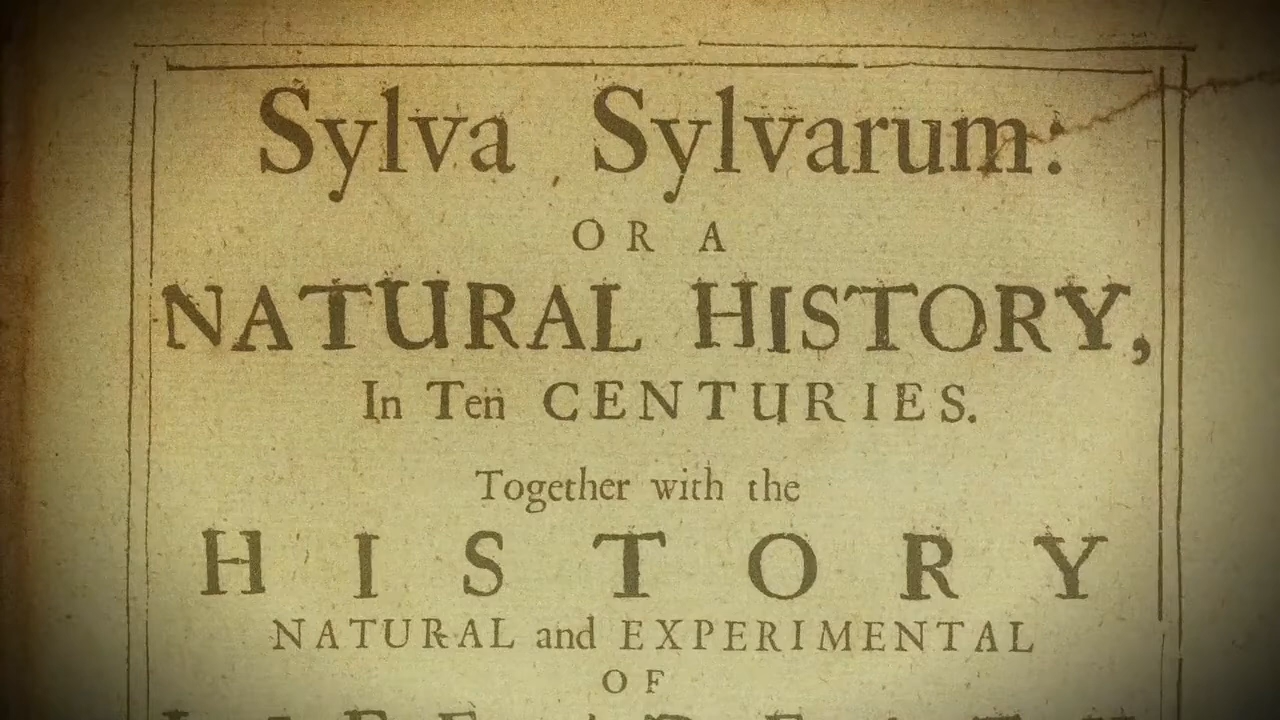 Sylva Sylvarum:
OR A
NATURAL HISTORY,
In Ten CENTURIES.
Together with the
HISTORY
NATURAL and EXPERIMENTAL
OF